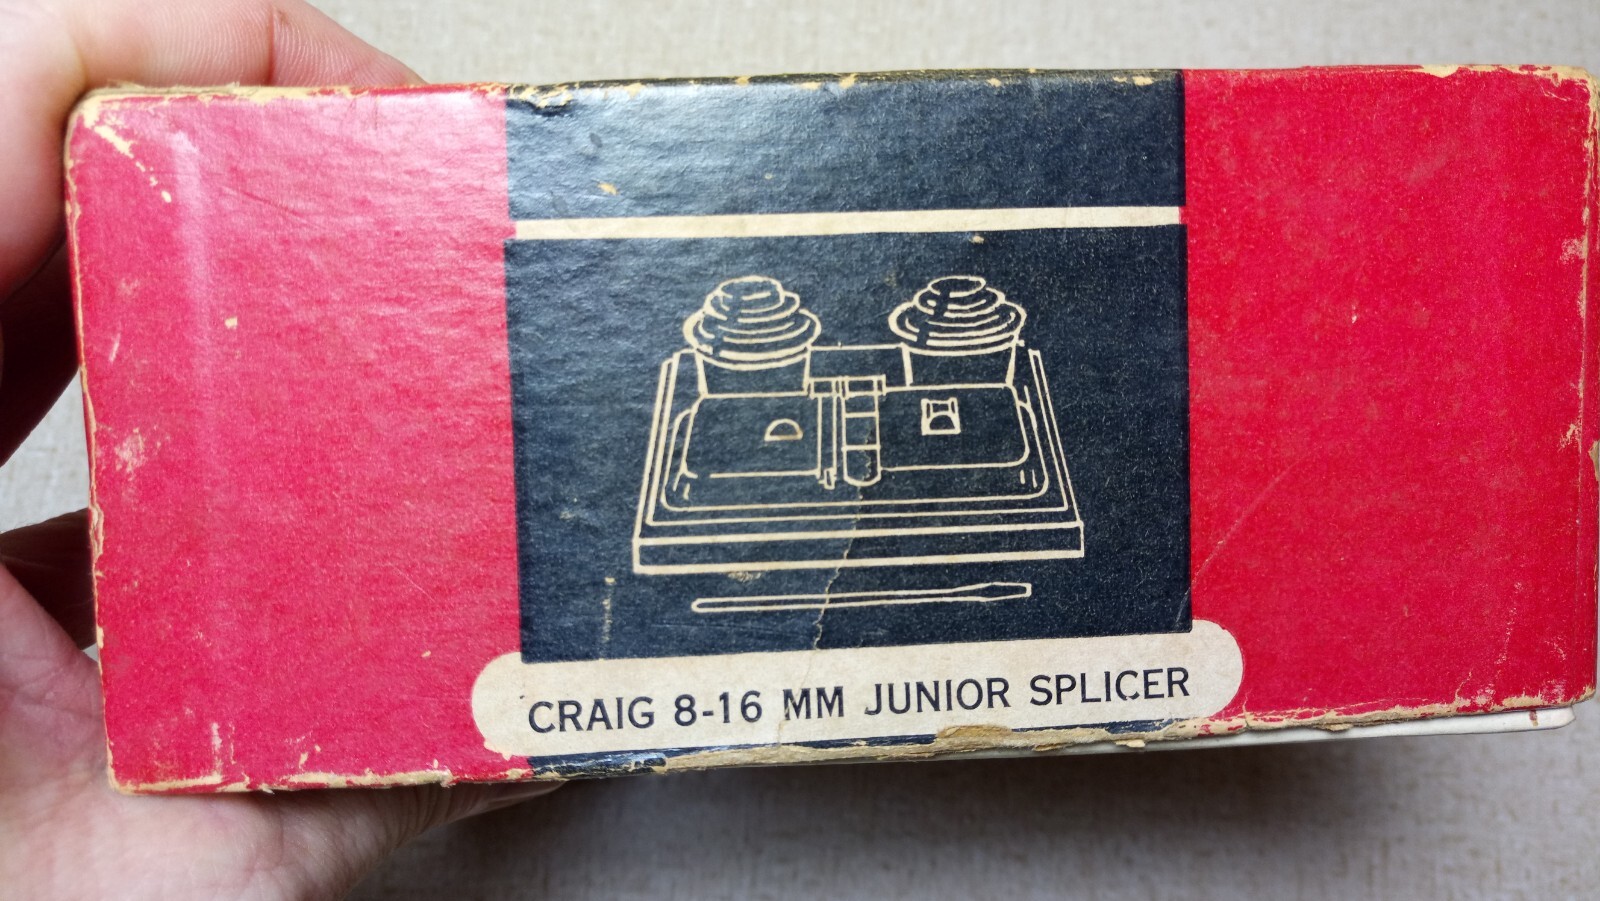 CRAIG 8-16 MM JUNIOR SPLICER